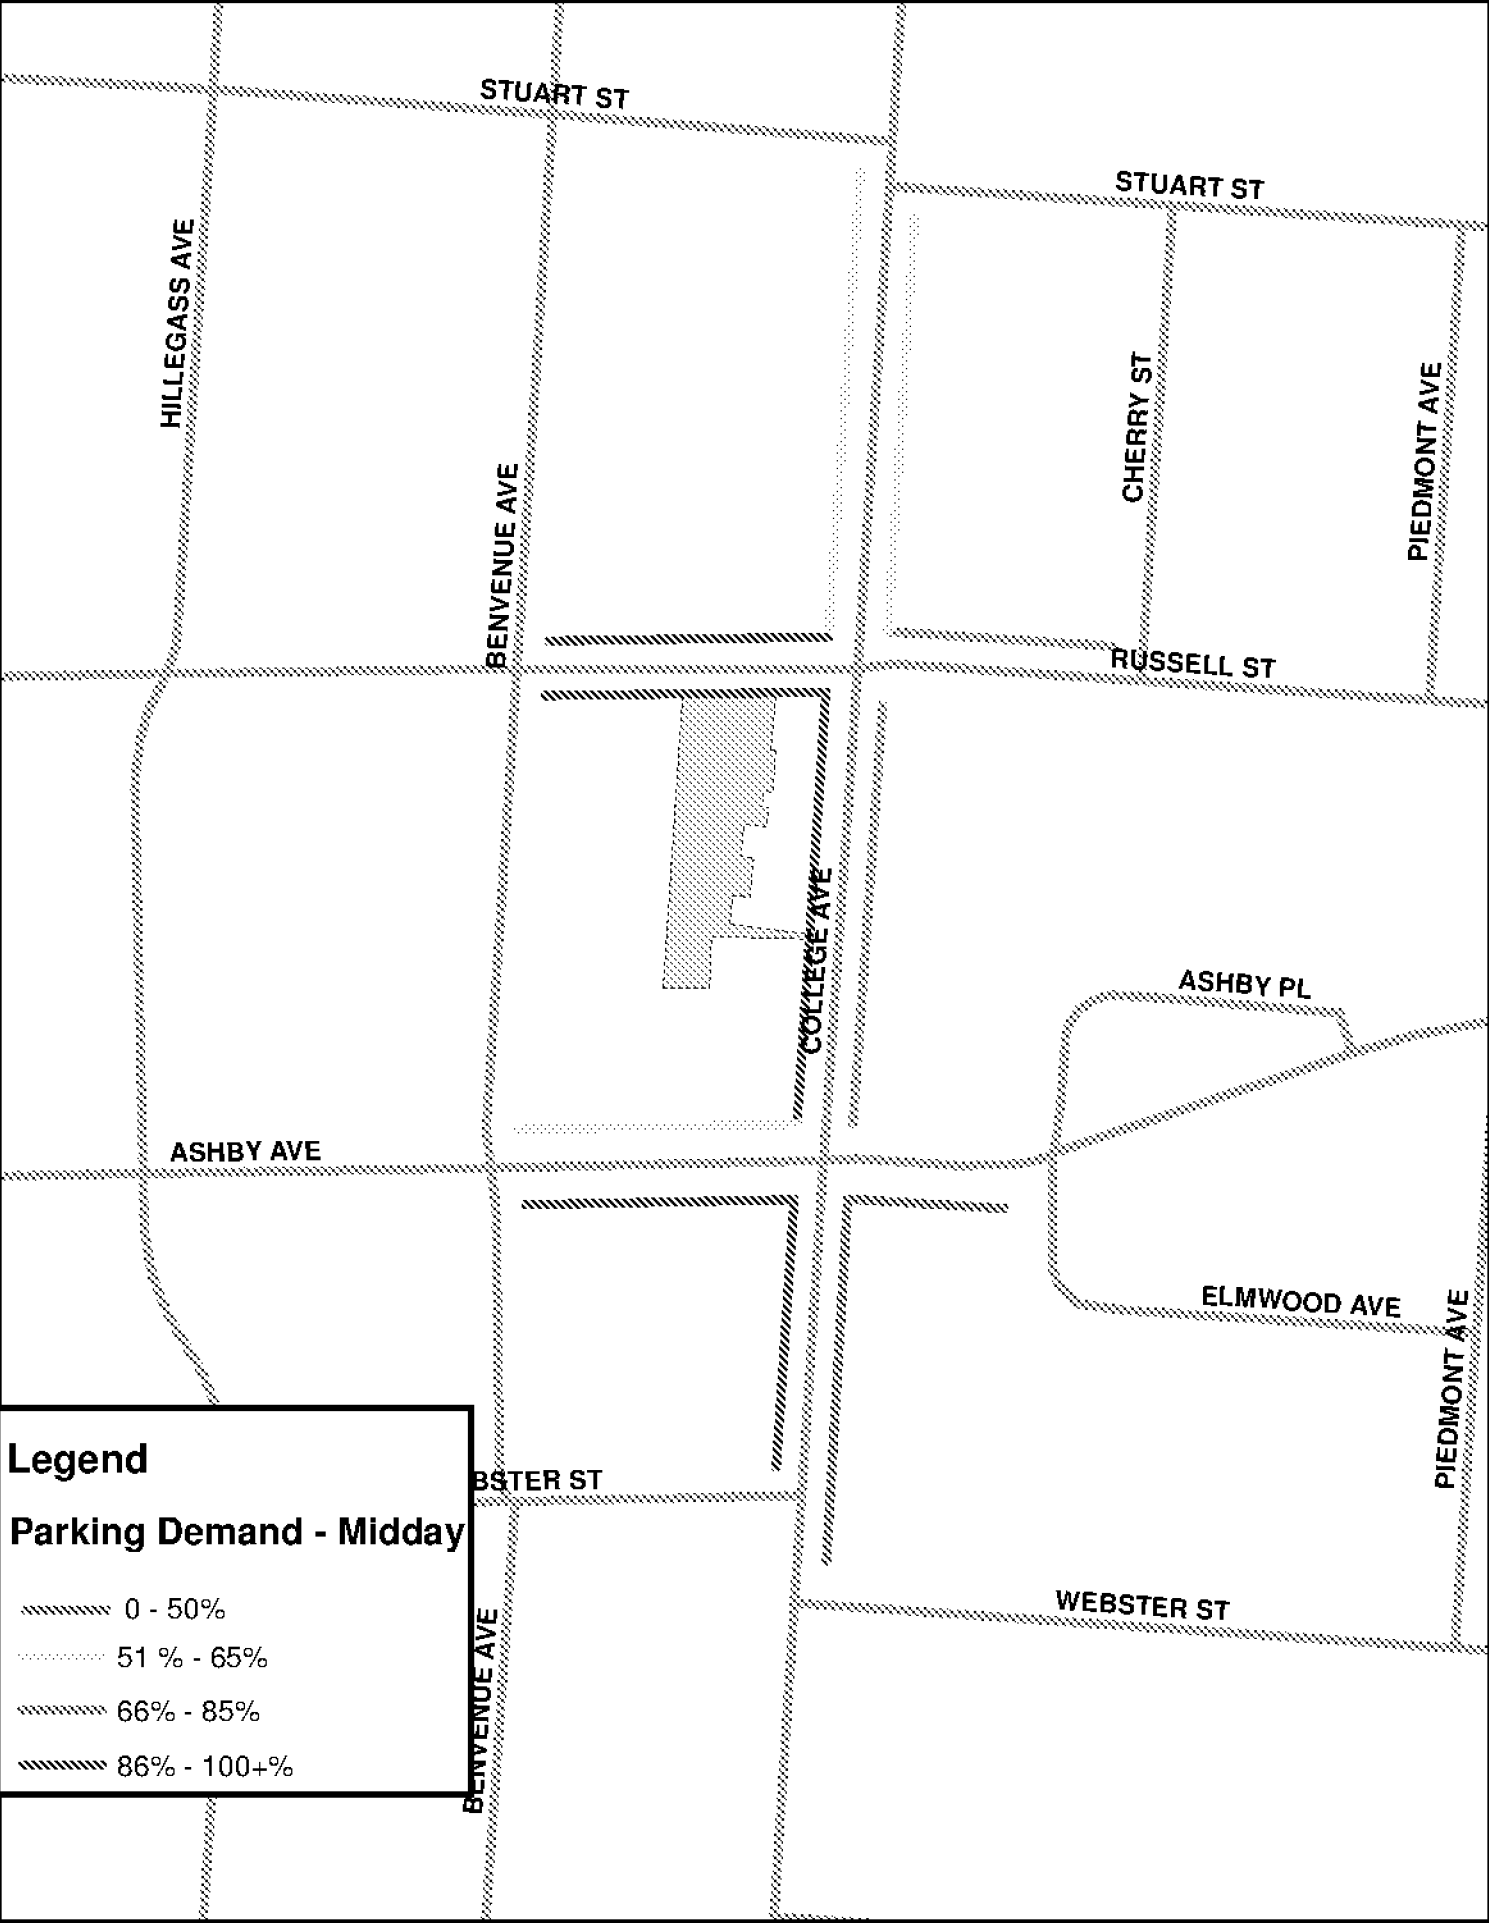 STUART ST
STUART ST
HILLEGASS AVE
CHERRY ST
PIEDMONT AVE
BENVENUE AVE
RUSSELL ST
COLLEGE AVE
ASHBY PL
ASHBY AVE
ELMWOOD AVE
PIEDMONT AVE
BSTER ST
WEBSTER ST
BENVENUE AVE
Legend
Parking Demand - Midday
0 - 50%
51 % - 65%
66% - 85%
86% - 100+%